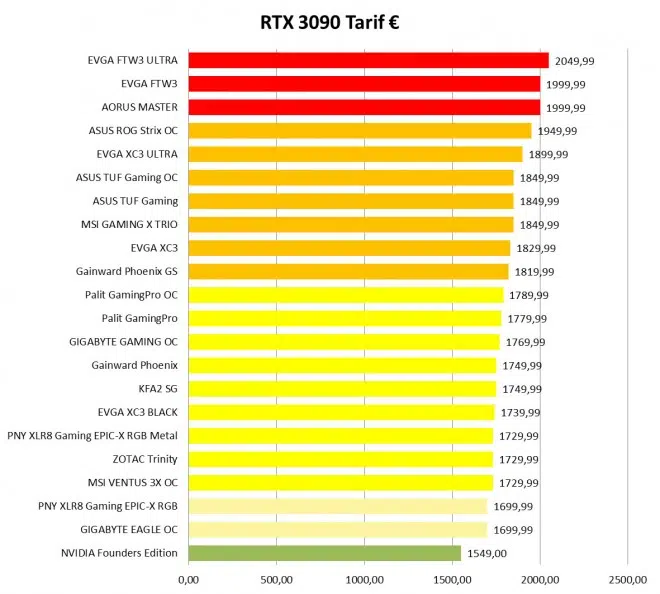 RTX 3090 Tarif €
EVGA FTW3 ULTRA 2049,99
EVGA FTW3 1999,99
AORUS MASTER 1999,99
ASUS ROG Strix OC 1949,99
EVGA XC3 ULTRA 1899,99
ASUS TUF Gaming OC 1849,99
ASUS TUF Gaming 1849,99
MSI GAMING X TRIO 1849,99
EVGA XC3 1829,99
Gainward Phoenix GS 1819,99
Palit GamingPro OC 1789,99
Palit GamingPro 1779,99
GIGABYTE GAMING OC 1769,99
Gainward Phoenix 1749,99
KFA2 SG 1749,99
EVGA XC3 BLACK 1739,99
PNY XLR8 Gaming EPIC-X RGB Metal 1729,99
ZOTAC Trinity 1729,99
MSI VENTUS 3X OC 1729,99
PNY XLR8 Gaming EPIC-X RGB 1699,99
GIGABYTE EAGLE OC 1699,99
NVIDIA Founders Edition 1549,00
0,00 500,00 1000,00 1500,00 2000,00 2500,00